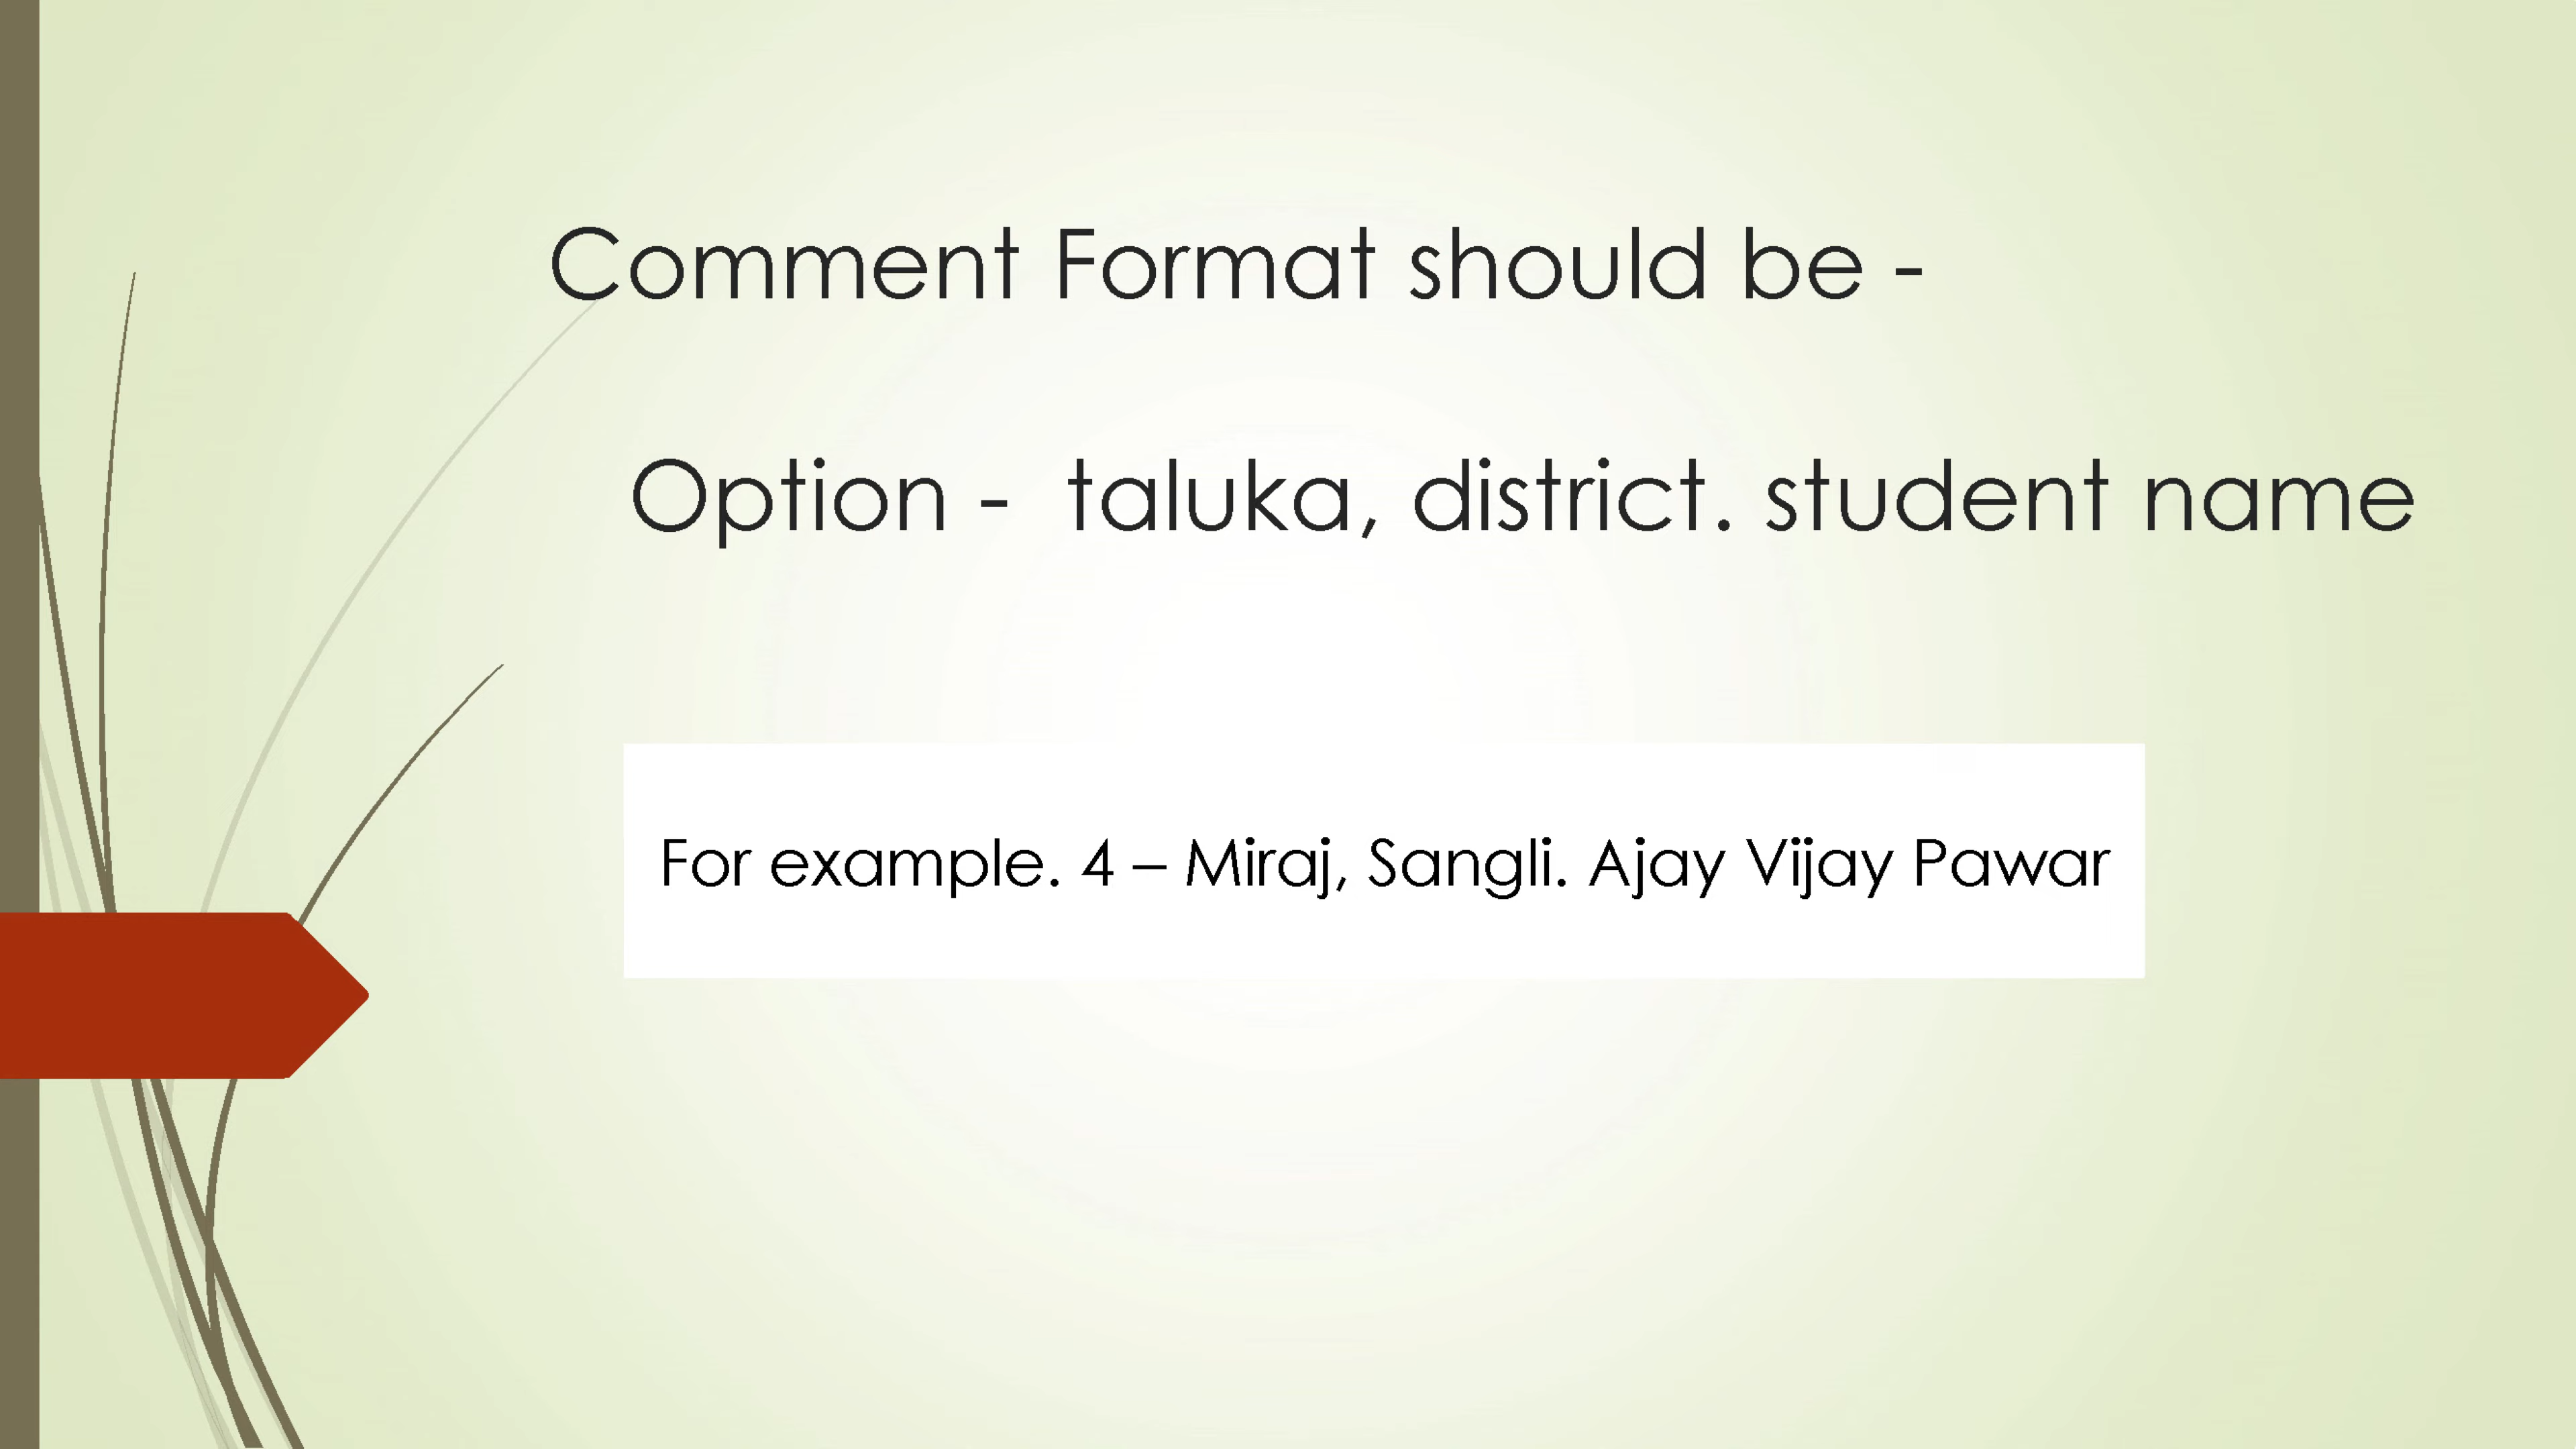 Comment Format should be -
Option -  taluka, district. student name
For example. 4 – Miraj, Sangli. Ajay Vijay Pawar